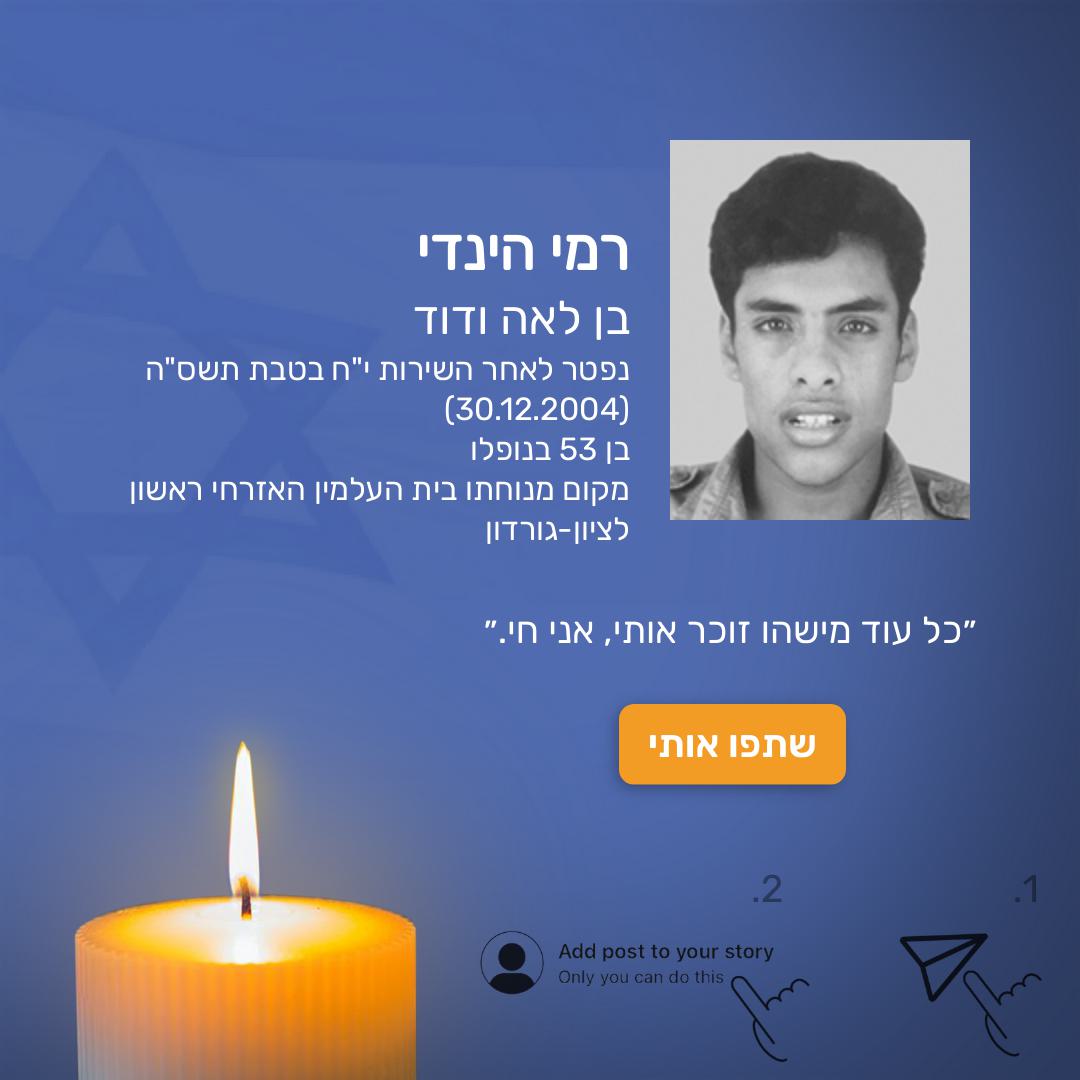 רמי הינדי
בן לאה ודוד
נפטר לאחר השירות י"ח בטבת תשס"ה
(30.12.2004)
בן 53 בנופלו
מקום מנוחתו בית העלמין האזרחי ראשון
לציון-גורדון
״כל עוד מישהו זוכר אותי, אני חי.״
שתפו אותי
.1
.2
Add post to your story
Only you can do this